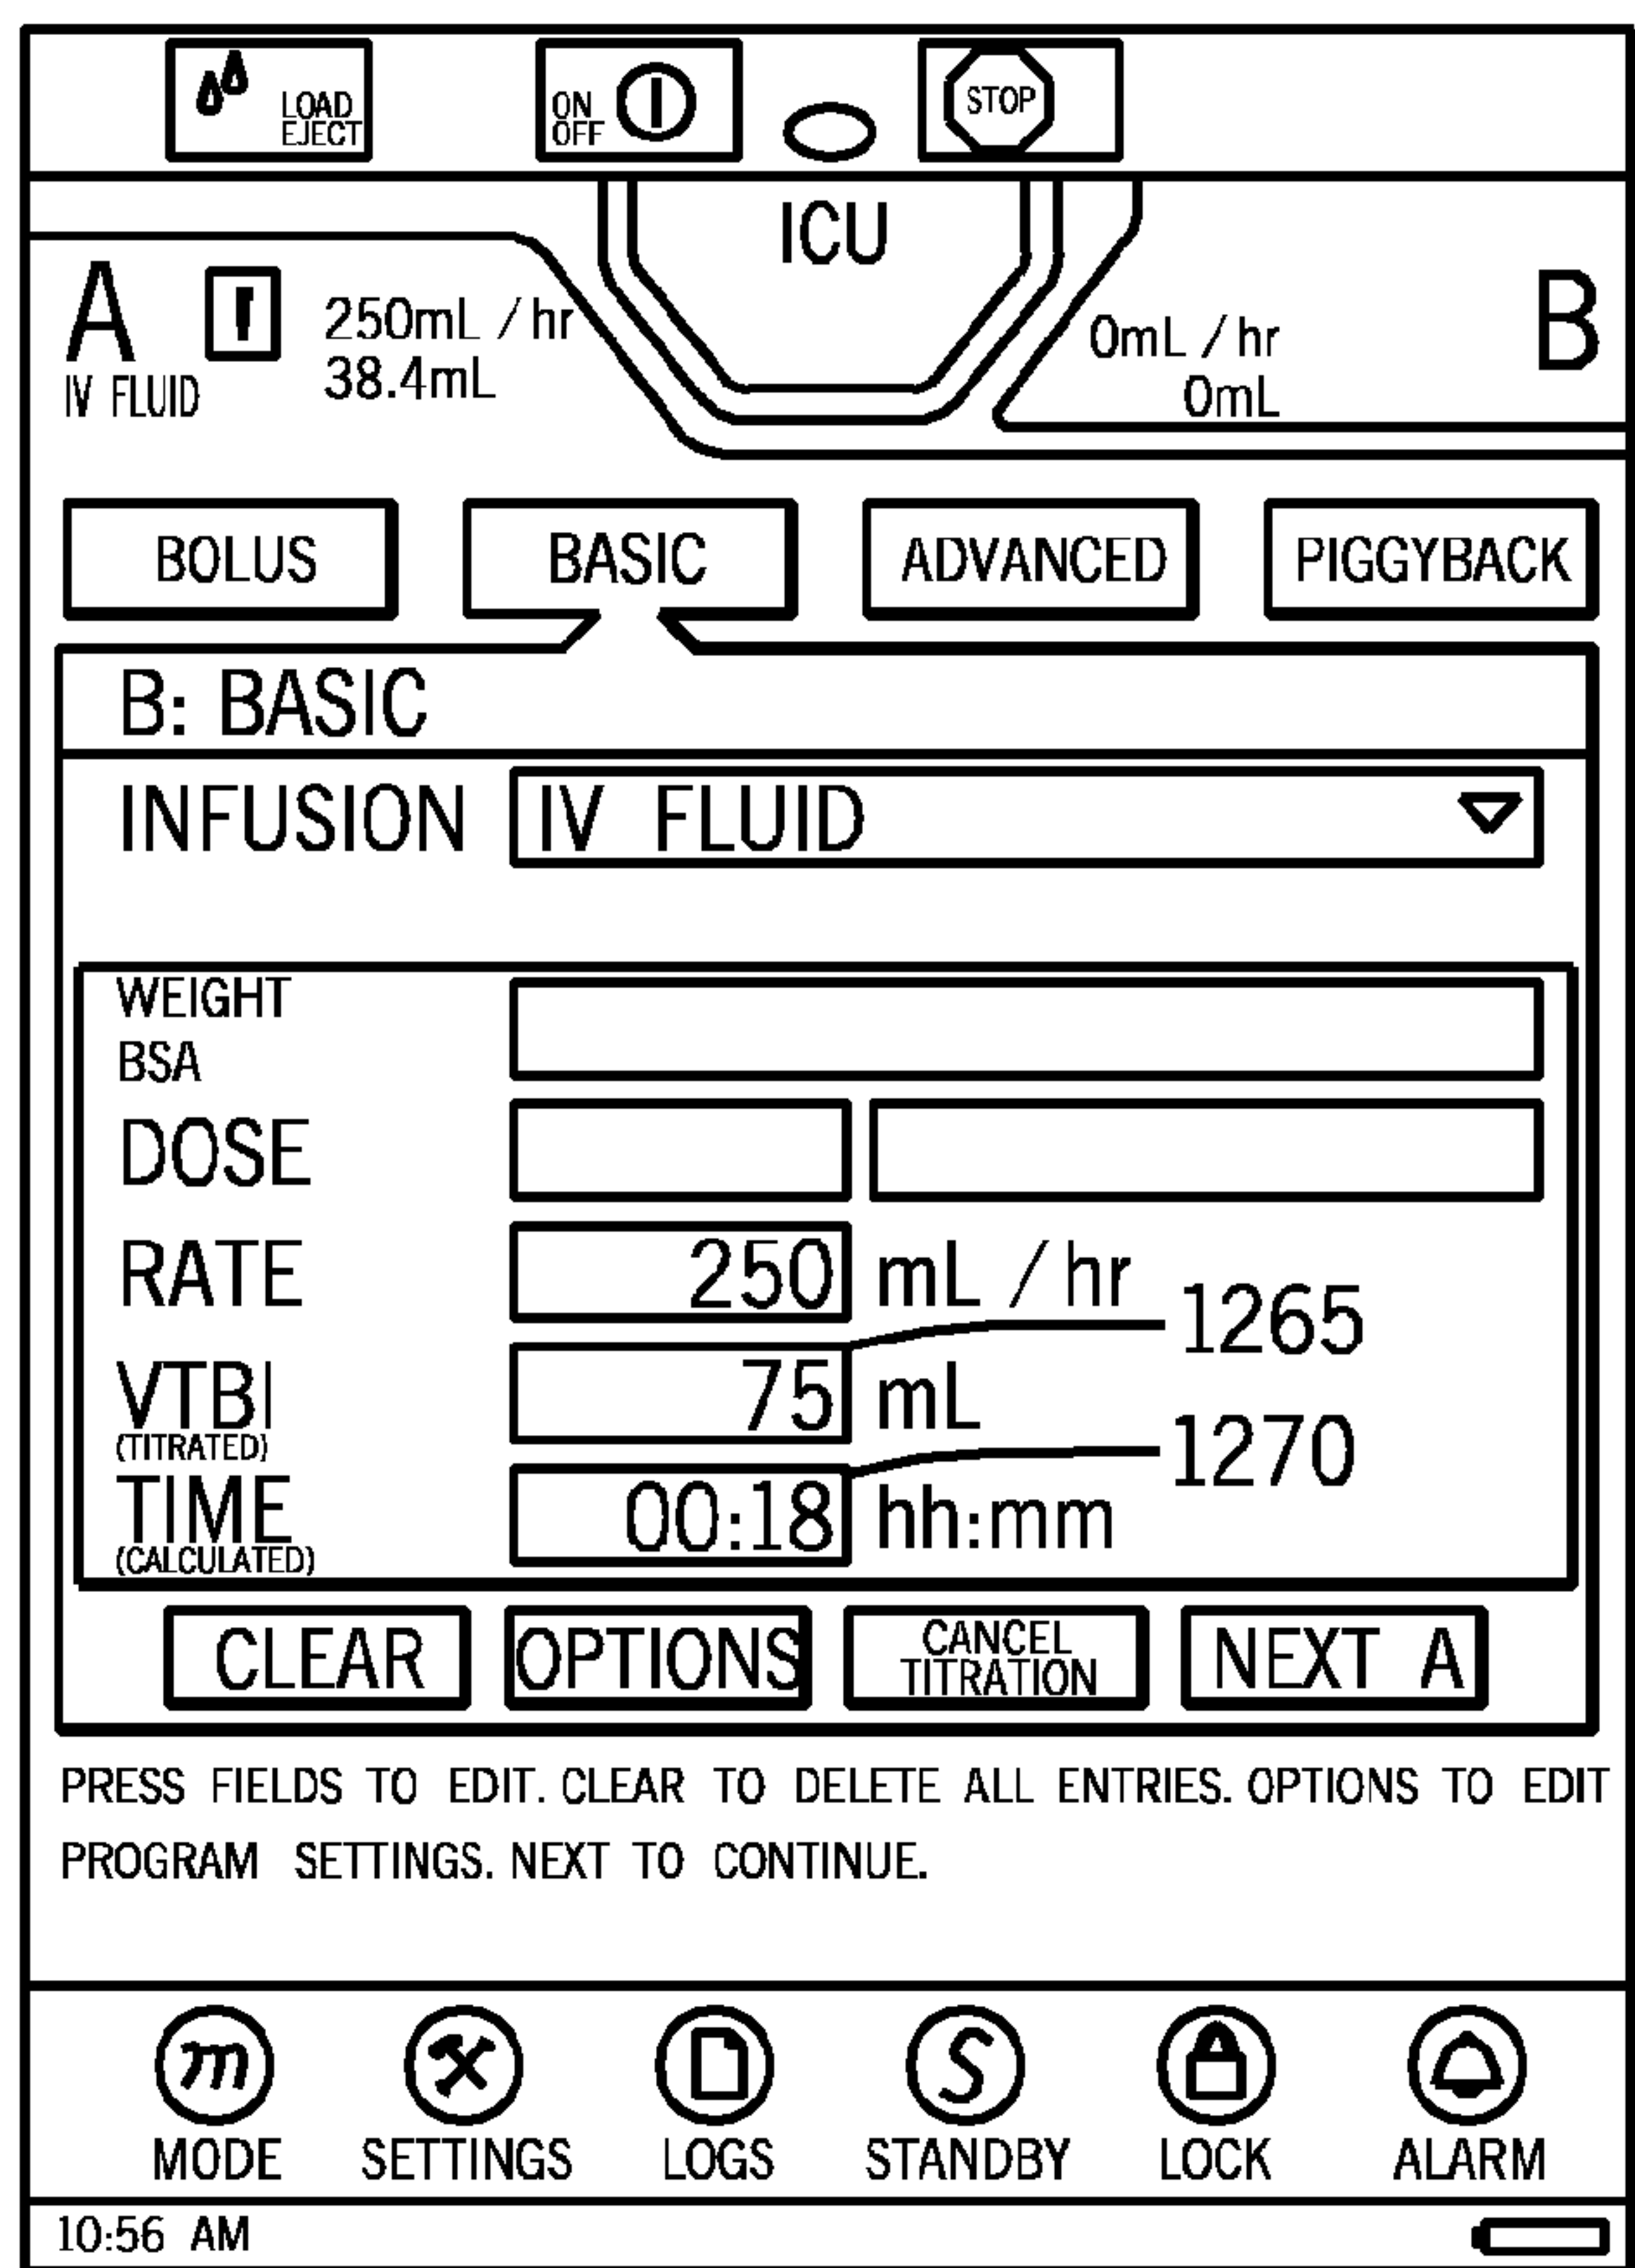 LOAD
EJECT
ON
OFF
STOP
ICU
A
250mL / hr
38.4mL
IV FLUID
0mL / hr
0mL
B
BOLUS
BASIC
ADVANCED
PIGGYBACK
B: BASIC
INFUSION IV FLUID
WEIGHT
BSA
DOSE
RATE 250 mL / hr
1265
VTBI 75 mL
(TITRATED)
1270
TIME 00:18 hh:mm
(CALCULATED)
CLEAR
OPTIONS
CANCEL
TITRATION
NEXT A
PRESS FIELDS TO EDIT. CLEAR TO DELETE ALL ENTRIES. OPTIONS TO EDIT
PROGRAM SETTINGS. NEXT TO CONTINUE.
m
S
MODE SETTINGS LOGS STANDBY LOCK ALARM
10:56 AM